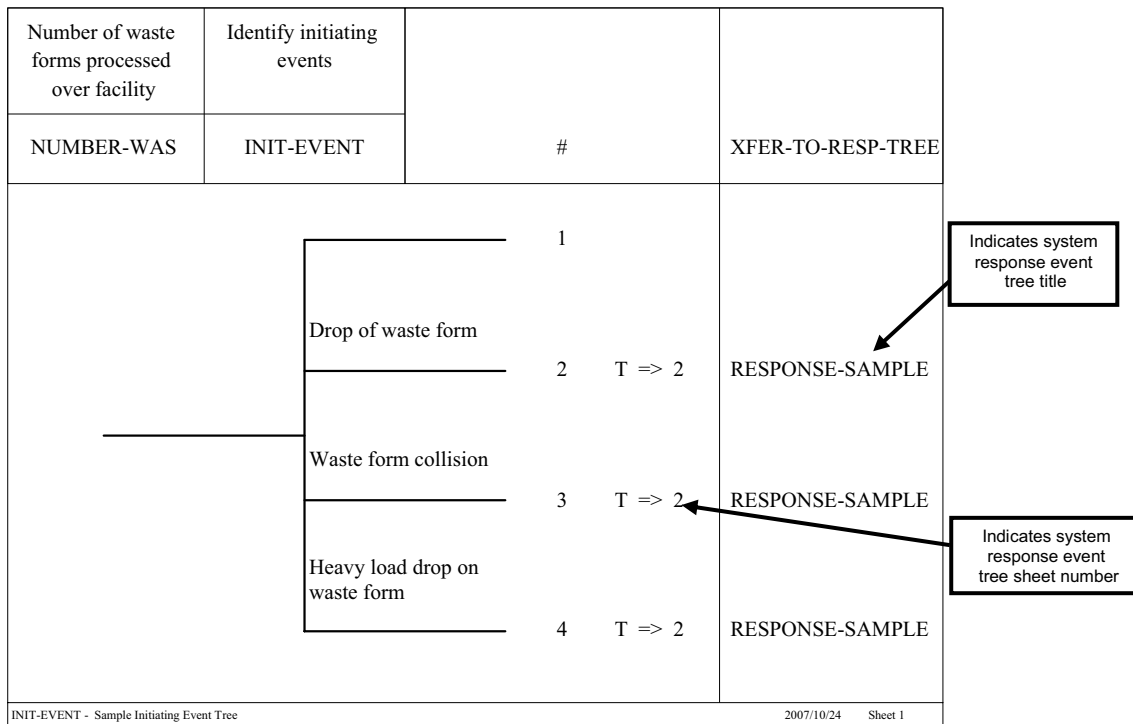 Number of waste
forms processed
over facility
Identify initiating
events
NUMBER-WAS
INIT-EVENT
#
XFER-TO-RESP-TREE
1
Drop of waste form
2 T => 2 RESPONSE-SAMPLE
Waste form collision
3 T => 2 RESPONSE-SAMPLE
Heavy load drop on
waste form
4 T => 2 RESPONSE-SAMPLE
Indicates system
response event
tree title
Indicates system
response event
tree sheet number
INIT-EVENT - Sample Initiating Event Tree
2007/10/24 Sheet 1